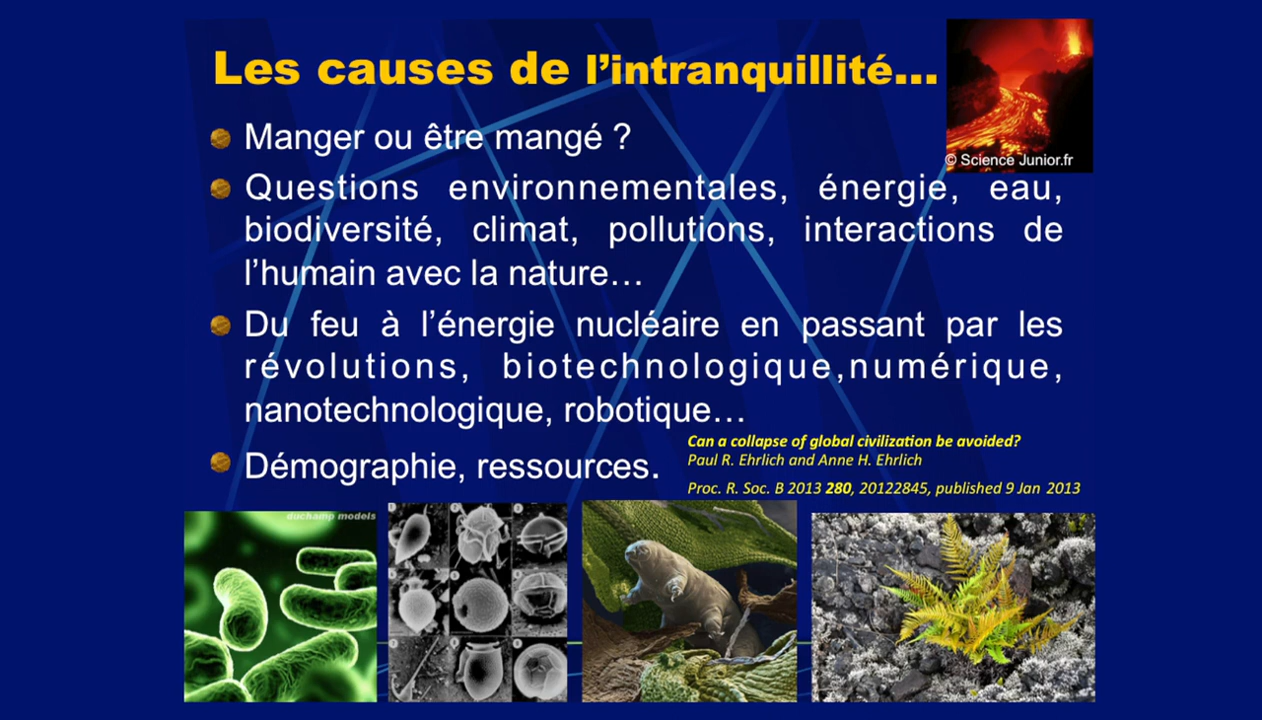 Les causes de l’intranquillité…
© Science Junior.fr
Manger ou être mangé ?
Questions environnementales, énergie, eau,
biodiversité, climat, pollutions, interactions de
l’humain avec la nature…
Du feu à l’énergie nucléaire en passant par les
révolutions, biotechnologique,numérique,
nanotechnologique, robotique…
Démographie, ressources.
Can a collapse of global civilization be avoided?
Paul R. Ehrlich and Anne H. Ehrlich
Proc. R. Soc. B 2013 280, 20122845, published 9 Jan 2013
duchamp models